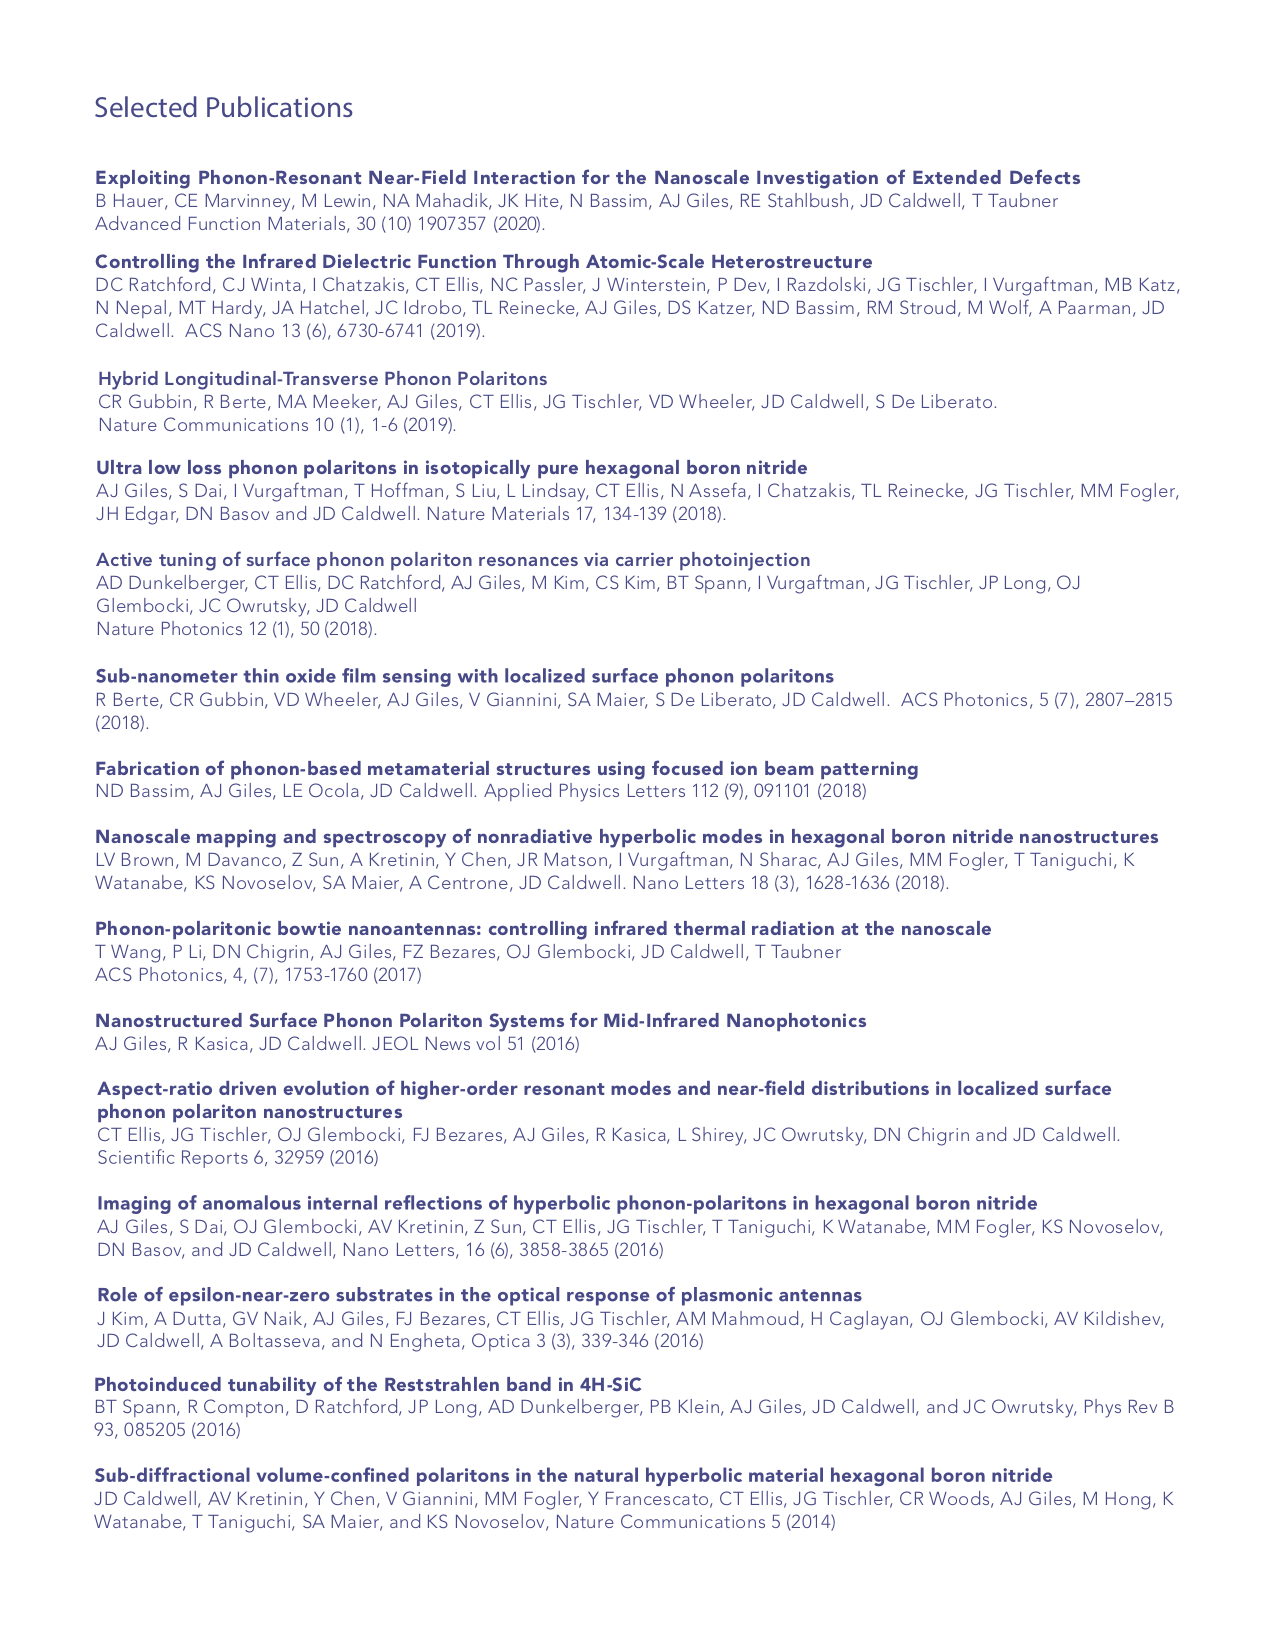 Selected Publications
Exploiting Phonon-Resonant Near-Field Interaction for the Nanoscale Investigation of Extended Defects
B Hauer, CE Marvinney, M Lewin, NA Mahadik, JK Hite, N Bassim, AJ Giles, RE Stahlbush, JD Caldwell, T Taubner
Advanced Function Materials, 30 (10) 1907357 (2020).
Controlling the Infrared Dielectric Function Through Atomic-Scale Heterostreucture
DC Ratchford, CJ Winta, I Chatzakis, CT Ellis, NC Passler, J Winterstein, P Dev, I Razdolski, JG Tischler, I Vurgaftman, MB Katz,
N Nepal, MT Hardy, JA Hatchel, JC Idrobo, TL Reinecke, AJ Giles, DS Katzer, ND Bassim, RM Stroud, M Wolf, A Paarman, JD
Caldwell.  ACS Nano 13 (6), 6730-6741 (2019).
Hybrid Longitudinal-Transverse Phonon Polaritons
CR Gubbin, R Berte, MA Meeker, AJ Giles, CT Ellis, JG Tischler, VD Wheeler, JD Caldwell, S De Liberato.
Nature Communications 10 (1), 1-6 (2019).
Ultra low loss phonon polaritons in isotopically pure hexagonal boron nitride
AJ Giles, S Dai, I Vurgaftman, T Hoffman, S Liu, L Lindsay, CT Ellis, N Assefa, I Chatzakis, TL Reinecke, JG Tischler, MM Fogler,
JH Edgar, DN Basov and JD Caldwell. Nature Materials 17, 134-139 (2018).
Active tuning of surface phonon polariton resonances via carrier photoinjection
AD Dunkelberger, CT Ellis, DC Ratchford, AJ Giles, M Kim, CS Kim, BT Spann, I Vurgaftman, JG Tischler, JP Long, OJ
Glembocki, JC Owrutsky, JD Caldwell
Nature Photonics 12 (1), 50 (2018).
Sub-nanometer thin oxide film sensing with localized surface phonon polaritons
R Berte, CR Gubbin, VD Wheeler, AJ Giles, V Giannini, SA Maier, S De Liberato, JD Caldwell.  ACS Photonics, 5 (7), 2807–2815
(2018).
Fabrication of phonon-based metamaterial structures using focused ion beam patterning
ND Bassim, AJ Giles, LE Ocola, JD Caldwell. Applied Physics Letters 112 (9), 091101 (2018)
Nanoscale mapping and spectroscopy of nonradiative hyperbolic modes in hexagonal boron nitride nanostructures
LV Brown, M Davanco, Z Sun, A Kretinin, Y Chen, JR Matson, I Vurgaftman, N Sharac, AJ Giles, MM Fogler, T Taniguchi, K
Watanabe, KS Novoselov, SA Maier, A Centrone, JD Caldwell. Nano Letters 18 (3), 1628-1636 (2018).
Phonon-polaritonic bowtie nanoantennas: controlling infrared thermal radiation at the nanoscale
T Wang, P Li, DN Chigrin, AJ Giles, FZ Bezares, OJ Glembocki, JD Caldwell, T Taubner
ACS Photonics, 4, (7), 1753-1760 (2017)
Nanostructured Surface Phonon Polariton Systems for Mid-Infrared Nanophotonics
AJ Giles, R Kasica, JD Caldwell. JEOL News vol 51 (2016)
Aspect-ratio driven evolution of higher-order resonant modes and near-field distributions in localized surface
phonon polariton nanostructures
CT Ellis, JG Tischler, OJ Glembocki, FJ Bezares, AJ Giles, R Kasica, L Shirey, JC Owrutsky, DN Chigrin and JD Caldwell.
Scientific Reports 6, 32959 (2016)
Imaging of anomalous internal reflections of hyperbolic phonon-polaritons in hexagonal boron nitride
AJ Giles, S Dai, OJ Glembocki, AV Kretinin, Z Sun, CT Ellis, JG Tischler, T Taniguchi, K Watanabe, MM Fogler, KS Novoselov,
DN Basov, and JD Caldwell, Nano Letters, 16 (6), 3858-3865 (2016)
Role of epsilon-near-zero substrates in the optical response of plasmonic antennas
J Kim, A Dutta, GV Naik, AJ Giles, FJ Bezares, CT Ellis, JG Tischler, AM Mahmoud, H Caglayan, OJ Glembocki, AV Kildishev,
JD Caldwell, A Boltasseva, and N Engheta, Optica 3 (3), 339-346 (2016)
Photoinduced tunability of the Reststrahlen band in 4H-SiC
BT Spann, R Compton, D Ratchford, JP Long, AD Dunkelberger, PB Klein, AJ Giles, JD Caldwell, and JC Owrutsky, Phys Rev B
93, 085205 (2016)
Sub-diffractional volume-confined polaritons in the natural hyperbolic material hexagonal boron nitride
JD Caldwell, AV Kretinin, Y Chen, V Giannini, MM Fogler, Y Francescato, CT Ellis, JG Tischler, CR Woods, AJ Giles, M Hong, K
Watanabe, T Taniguchi, SA Maier, and KS Novoselov, Nature Communications 5 (2014)